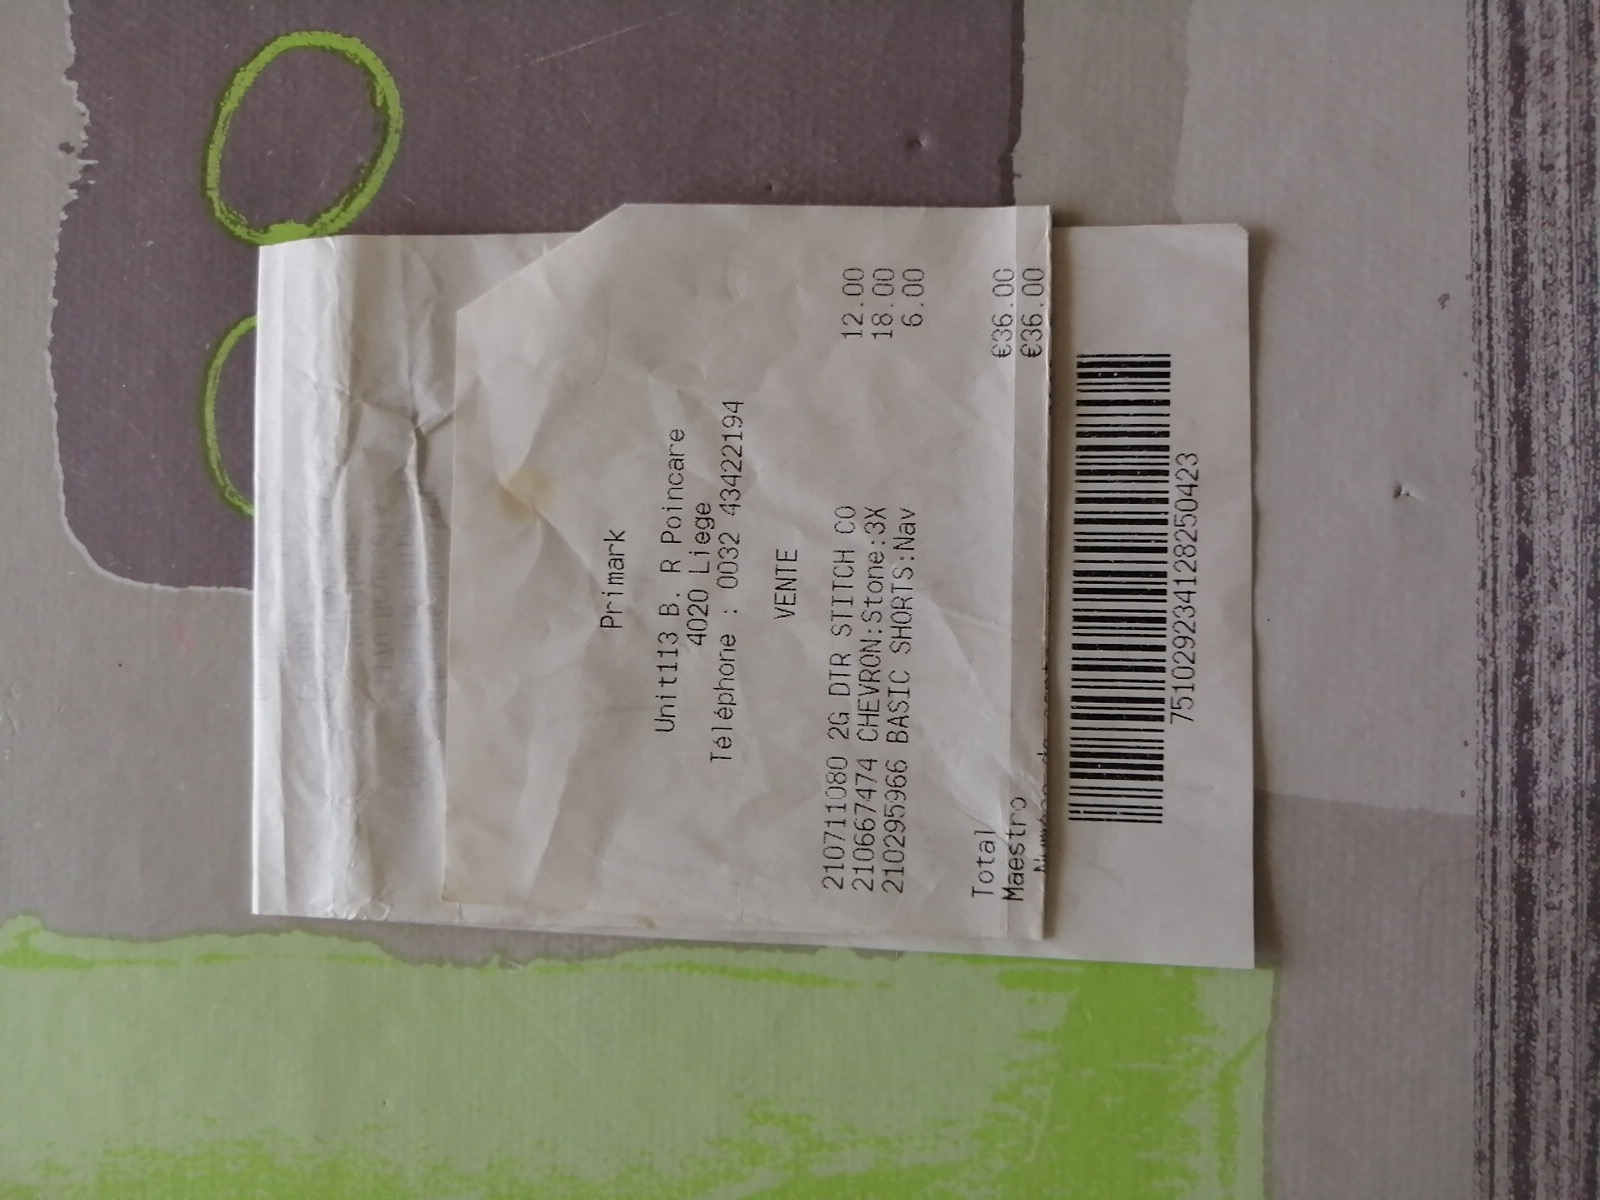 Primark
Unit113 B. R Poincare
4020 Liege
Téléphone : 0032 43422194
VENTE
210711080 2G DTR STITCH CO 12.00
210667474 CHEVRON:Stone:3X 18.00
210295966 BASIC SHORTS:Nav 6.00
Total €36.00
Maestro €36.00
751029234128250423